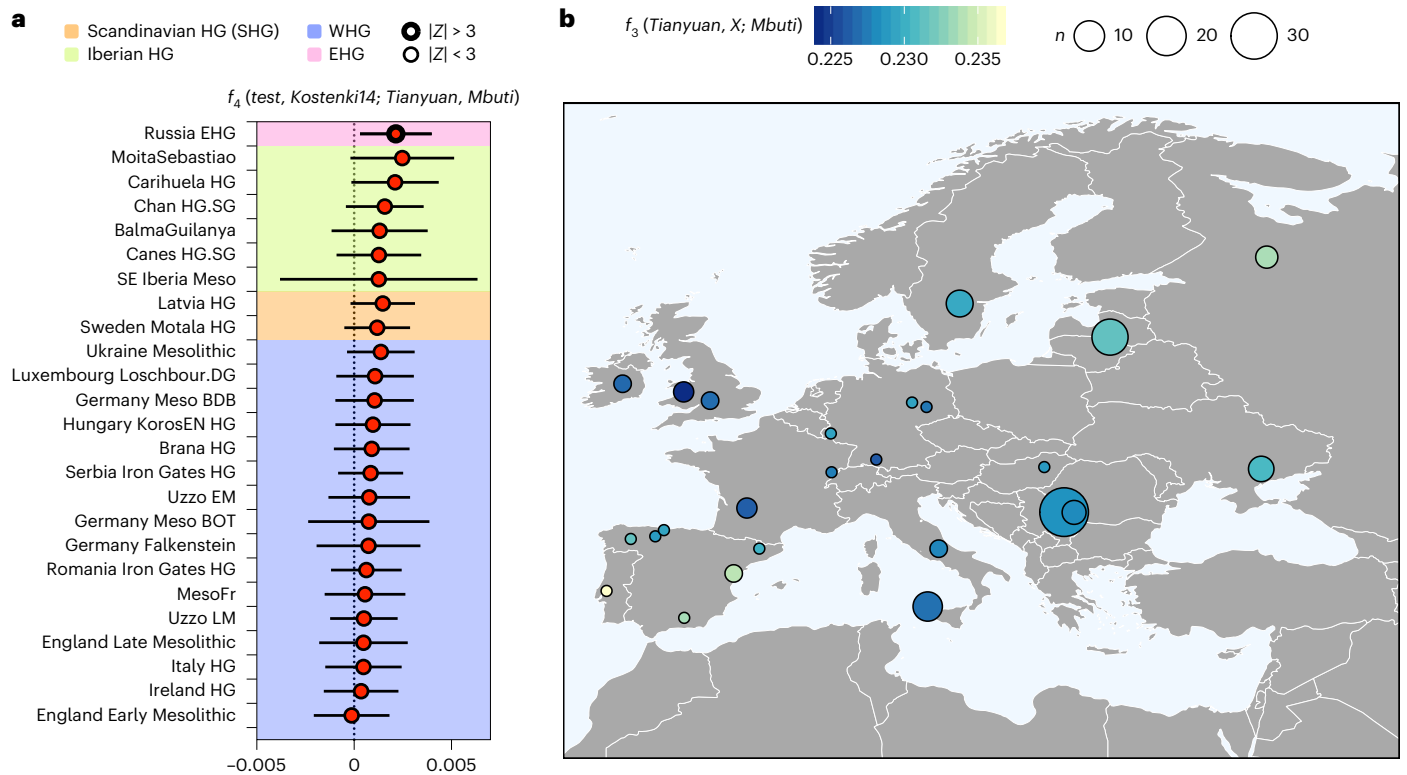 a
Scandinavian HG (SHG)
WHG
|Z| > 3
Iberian HG
EHG
|Z| < 3
f4 (test, Kostenki14; Tianyuan, Mbuti)
Russia EHG
MoitaSebastiao
Carihuela HG
Chan HG.SG
BalmaGuilanya
Canes HG.SG
SE Iberia Meso
Latvia HG
Sweden Motala HG
Ukraine Mesolithic
Luxembourg Loschbour.DG
Germany Meso BDB
Hungary KorosEN HG
Brana HG
Serbia Iron Gates HG
Uzzo EM
Germany Meso BOT
Germany Falkenstein
Romania Iron Gates HG
MesoFr
Uzzo LM
England Late Mesolithic
Italy HG
Ireland HG
England Early Mesolithic
−0.005 0 0.005
b
f3 (Tianyuan, X; Mbuti)
0.225 0.230 0.235
n 10 20 30